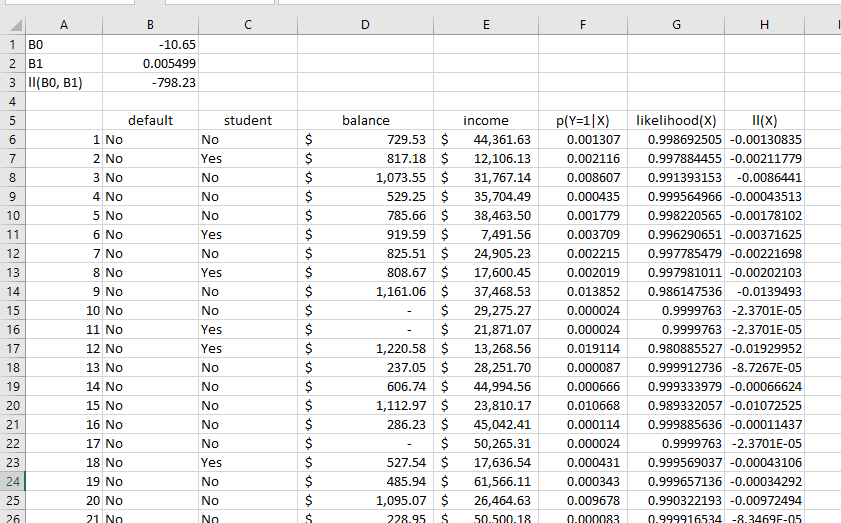 A B C D E F G H
1 B0 -10.65
2 B1 0.005499
3 ll(B0, B1) -798.23
4
5 default student balance income p(Y=1|X) likelihood(X) ll(X)
6 1 No No $ 729.53 $ 44,361.63 0.001307 0.998692505 -0.00130835
7 2 No Yes $ 817.18 $ 12,106.13 0.002116 0.997884455 -0.00211779
8 3 No No $ 1,073.55 $ 31,767.14 0.008607 0.991393153 -0.0086441
9 4 No No $ 529.25 $ 35,704.49 0.000435 0.999564966 -0.00043513
10 5 No No $ 785.66 $ 38,463.50 0.001779 0.998220565 -0.00178102
11 6 No Yes $ 919.59 $ 7,491.56 0.003709 0.996290651 -0.00371625
12 7 No No $ 825.51 $ 24,905.23 0.002215 0.997785479 -0.00221698
13 8 No Yes $ 808.67 $ 17,600.45 0.002019 0.997981011 -0.00202103
14 9 No No $ 1,161.06 $ 37,468.53 0.013852 0.986147536 -0.0139493
15 10 No No $ - $ 29,275.27 0.000024 0.9999763 -2.3701E-05
16 11 No Yes $ - $ 21,871.07 0.000024 0.9999763 -2.3701E-05
17 12 No Yes $ 1,220.58 $ 13,268.56 0.019114 0.980885527 -0.01929952
18 13 No No $ 237.05 $ 28,251.70 0.000087 0.999912736 -8.7267E-05
19 14 No No $ 606.74 $ 44,994.56 0.000666 0.999333979 -0.00066624
20 15 No No $ 1,112.97 $ 23,810.17 0.010668 0.989332057 -0.01072525
21 16 No No $ 286.23 $ 45,042.41 0.000114 0.999885636 -0.00011437
22 17 No No $ - $ 50,265.31 0.000024 0.9999763 -2.3701E-05
23 18 No Yes $ 527.54 $ 17,636.54 0.000431 0.999569037 -0.00043106
24 19 No No $ 485.94 $ 61,566.11 0.000343 0.999657136 -0.00034292
25 20 No No $ 1,095.07 $ 26,464.63 0.009678 0.990322193 -0.00972494
26 21 No No $ 228.95 $ 50,500.18 0.000083 0.999916534 -8.3469E-05